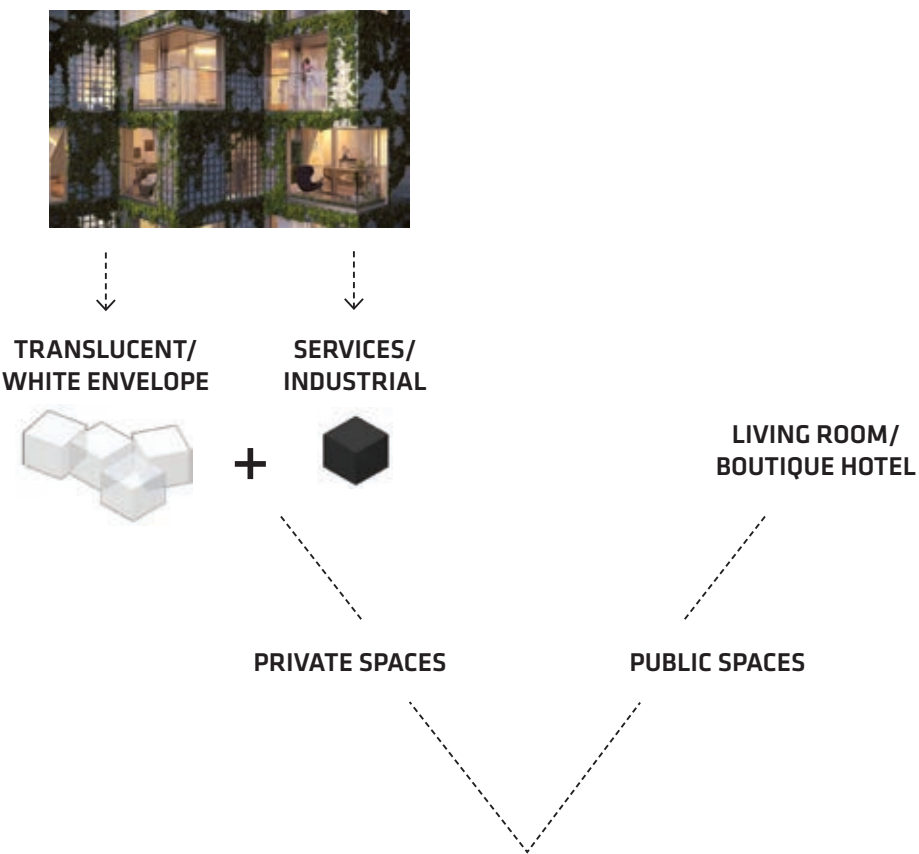 TRANSLUCENT/
WHITE ENVELOPE
SERVICES/
INDUSTRIAL
+
LIVING ROOM/
BOUTIQUE HOTEL
PRIVATE SPACES
PUBLIC SPACES